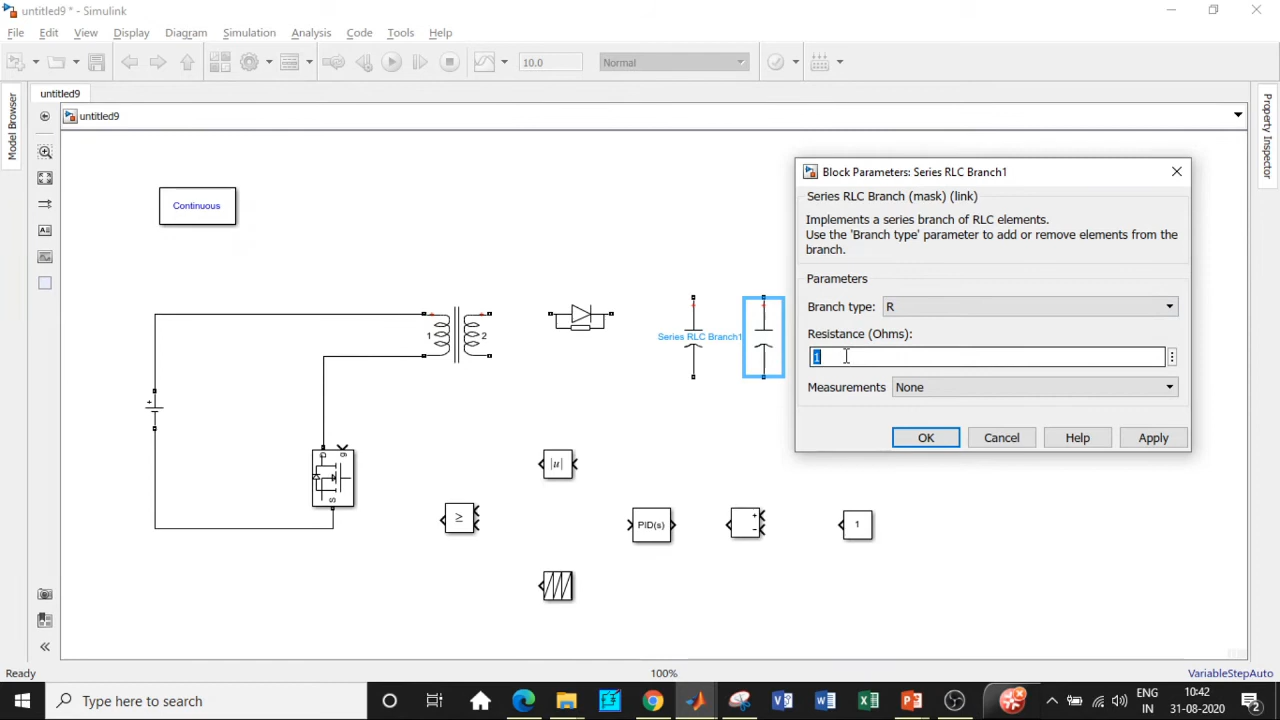 untitled9 * - Simulink
File Edit View Display Diagram Simulation Analysis Code Tools Help
10.0 Normal
untitled9
untitled9
Model Browser
Property Inspector
Continuous
Block Parameters: Series RLC Branch1
Series RLC Branch (mask) (link)
Implements a series branch of RLC elements.
Use the 'Branch type' parameter to add or remove elements from the
branch.
Parameters
Branch type: R
Resistance (Ohms):
1
Measurements None
OK Cancel Help Apply
1 2
Series RLC Branch1
+
g
S
|u|
≥
PID(s)
+
-
1
Ready 100% VariableStepAuto
Type here to search
ENG
IN
10:42
31-08-2020
2